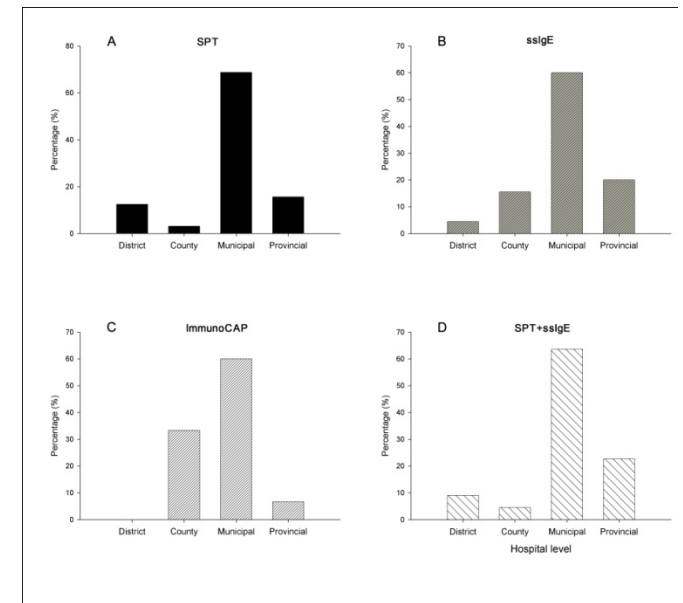 A SPT
80
60
40
20
0
Percentage (%)
District County Municipal Provincial
B ssIgE
70
60
50
40
30
20
10
0
Percentage (%)
District County Municipal Provincial
C ImmunoCAP
70
60
50
40
30
20
10
0
Percentage (%)
District County Municipal Provincial
D SPT+ssIgE
70
60
50
40
30
20
10
0
Percentage (%)
District County Municipal Provincial
Hospital level